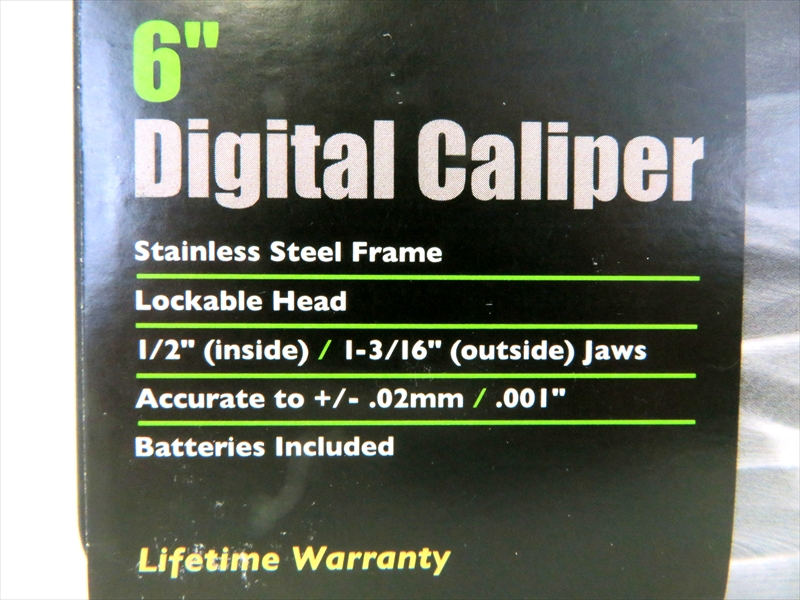 6"
Digital Caliper
Stainless Steel Frame
Lockable Head
1/2" (inside) / 1-3/16" (outside) Jaws
Accurate to +/- .02mm / .001"
Batteries Included
Lifetime Warranty